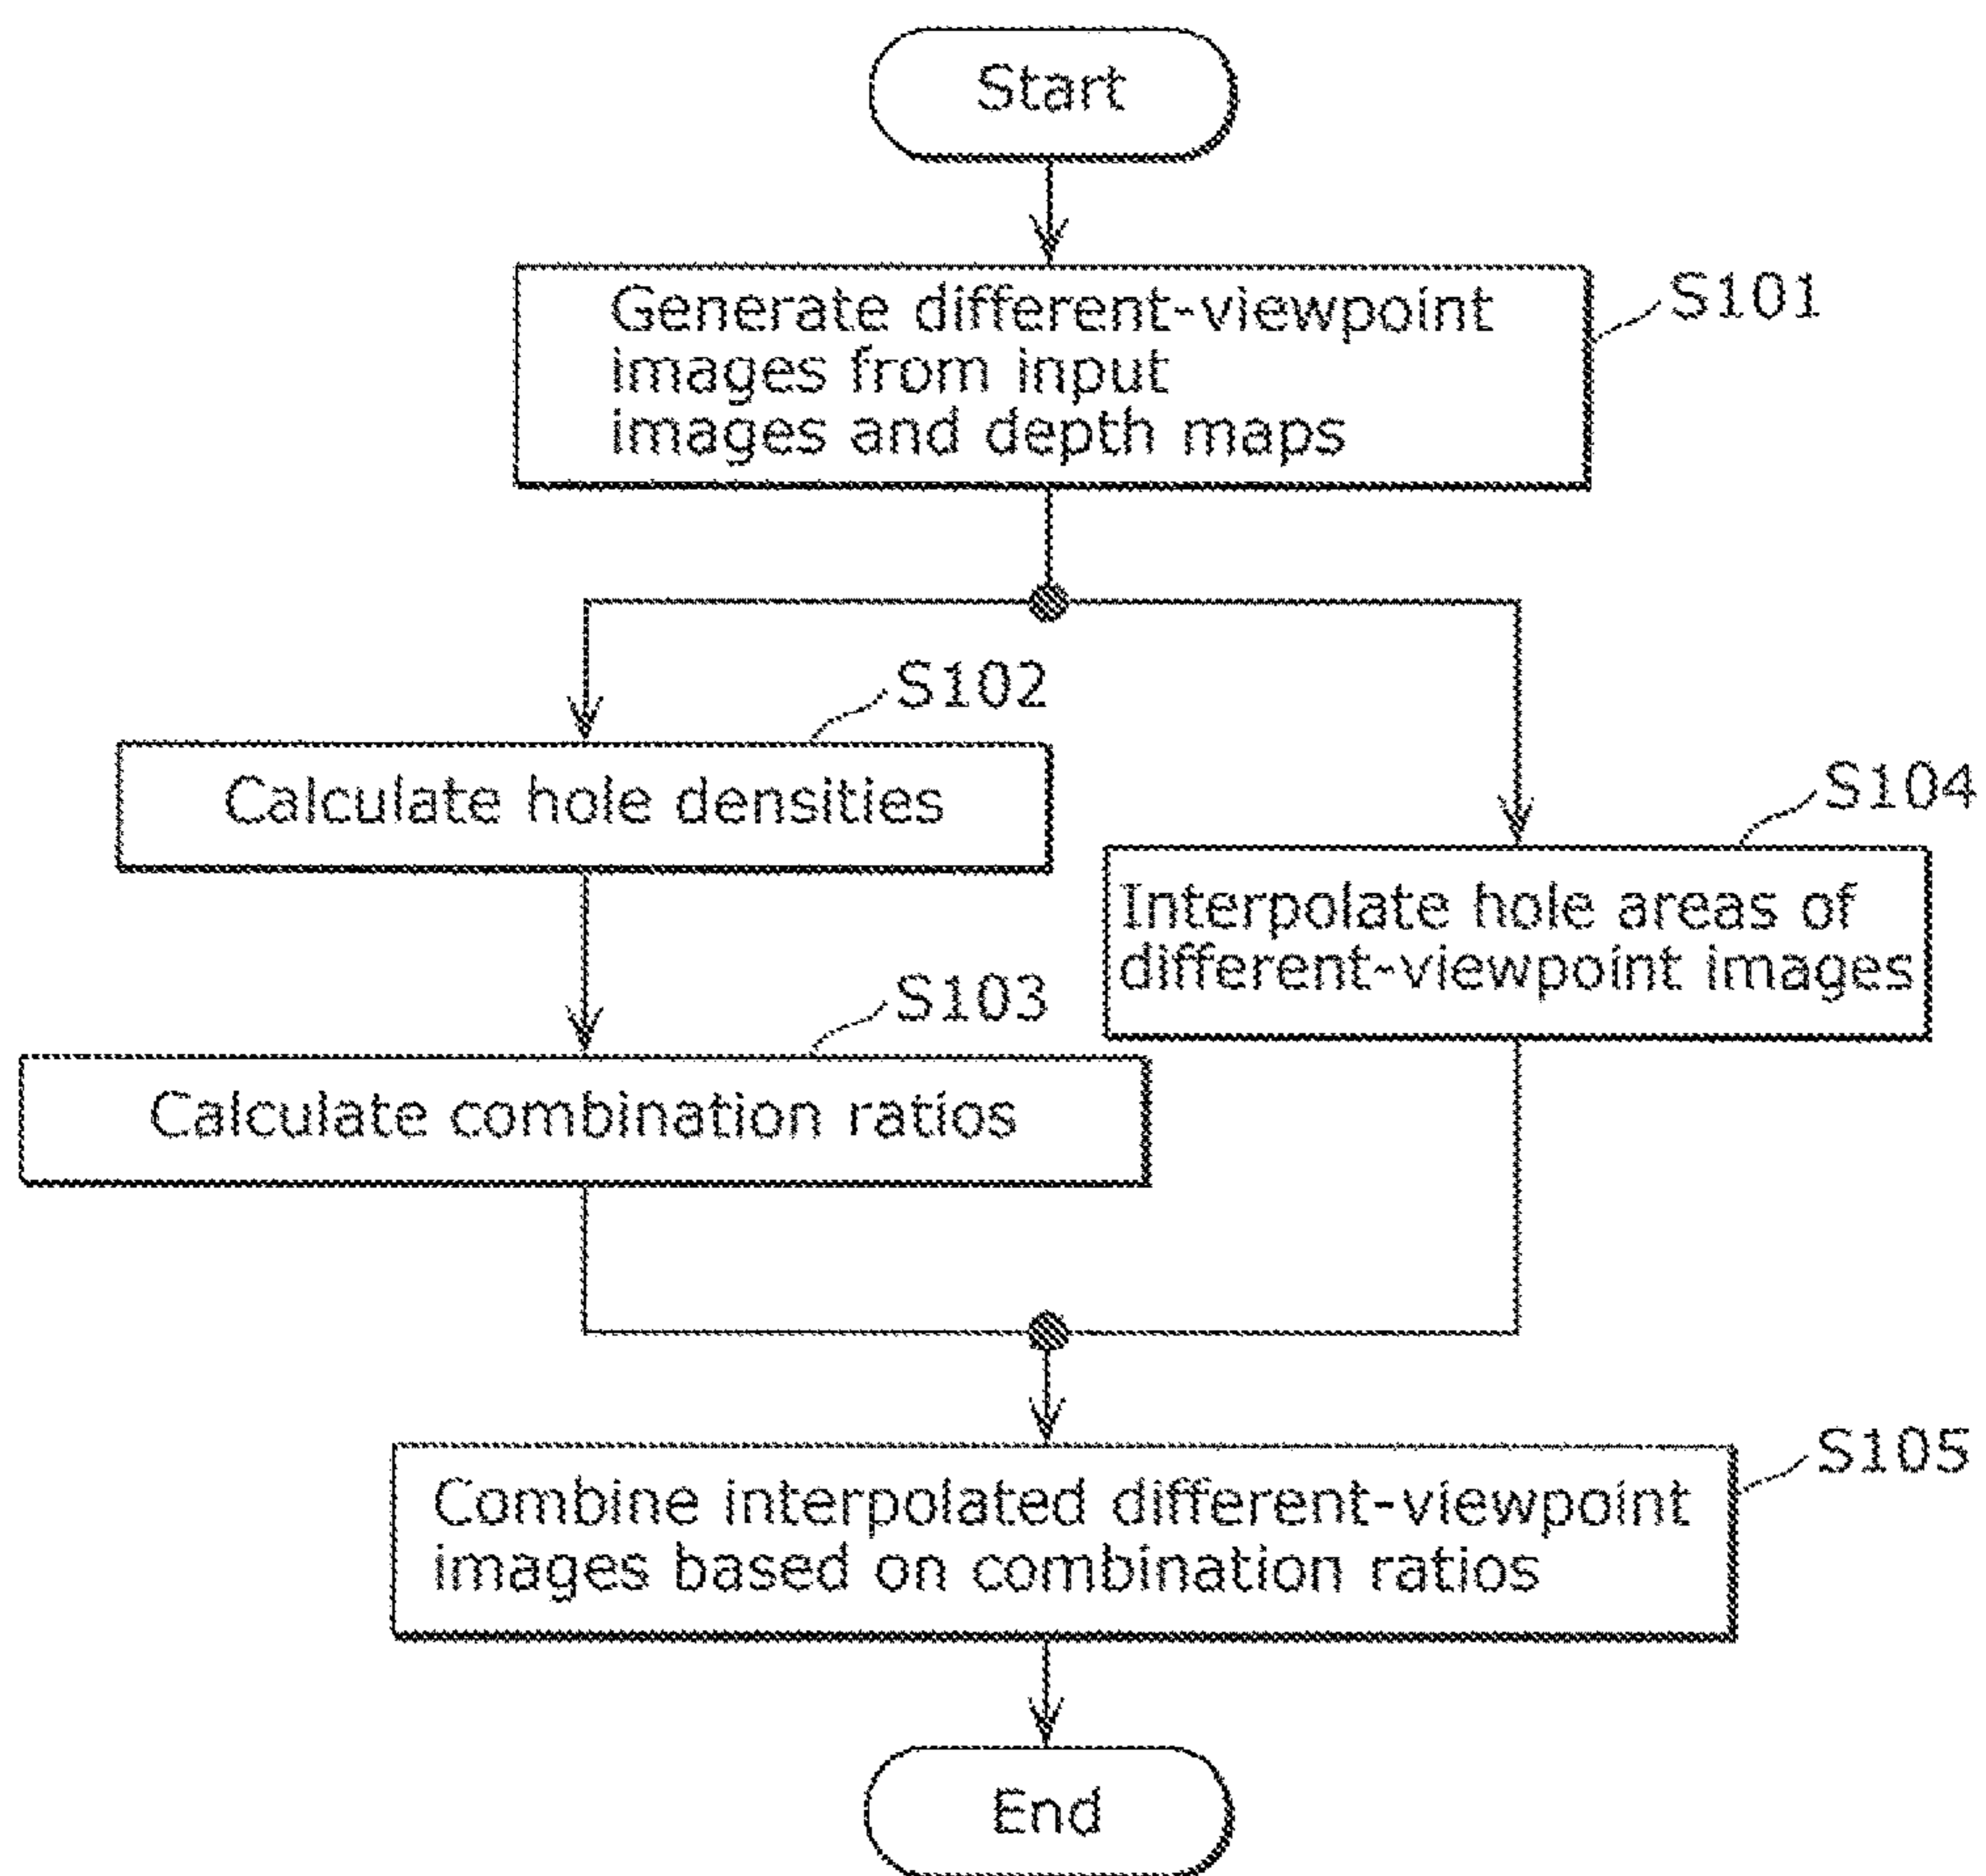 Start
Generate different-viewpoint
images from input
images and depth maps
S101
S102
Calculate hole densities
S104
Interpolate hole areas of
different-viewpoint images
S103
Calculate combination ratios
S105
Combine interpolated different-viewpoint
images based on combination ratios
End